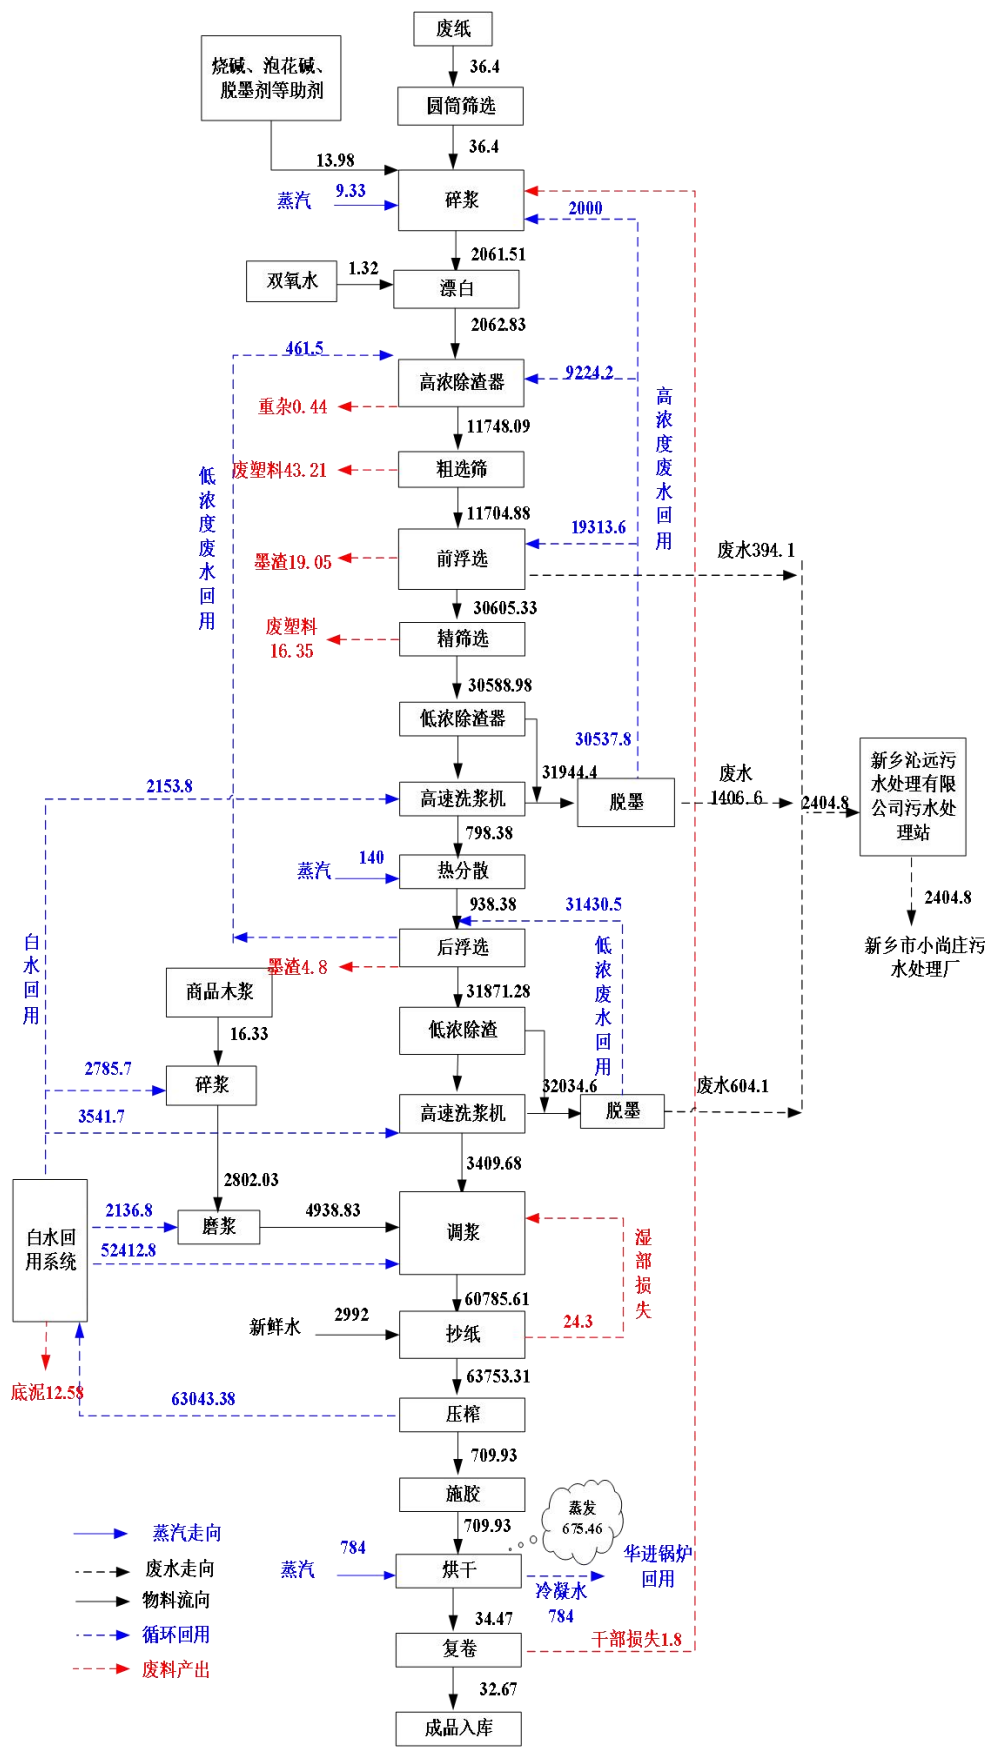 废纸
36.4
烧碱、泡花碱、
脱墨剂等助剂
圆筒筛选
36.4
13.98
蒸汽
9.33
碎浆
2000
2061.51
双氧水
1.32
漂白
2062.83
461.5
高浓除渣器
9224.2
重杂0.44
11748.09
高浓度废水回用
低浓度废水回用
废塑料43.21
粗选筛
11704.88
19313.6
墨渣19.05
前浮选
废水394.1
30605.33
废塑料
16.35
精筛选
30588.98
低浓除渣器
30537.8
31944.4
2153.8
高速洗浆机
脱墨
废水
1406.6
2404.8
新乡沁远污
水处理有限
公司污水处
理站
798.38
蒸汽
140
热分散
938.38
31430.5
2404.8
新乡市小尚庄污
水处理厂
白水回用
后浮选
低浓废水回用
墨渣4.8
商品木浆
31871.28
16.33
低浓除渣
2785.7
碎浆
32034.6
废水604.1
3541.7
高速洗浆机
脱墨
3409.68
2802.03
白水回
用系统
2136.8
磨浆
4938.83
调浆
湿部损失
52412.8
60785.61
新鲜水
2992
抄纸
24.3
底泥12.58
63753.31
63043.38
压榨
709.93
施胶
709.93
蒸发
675.46
蒸汽走向
废水走向
物料流向
循环回用
废料产出
蒸汽
784
烘干
冷凝水
784
华进锅炉
回用
34.47
复卷
干部损失1.8
32.67
成品入库